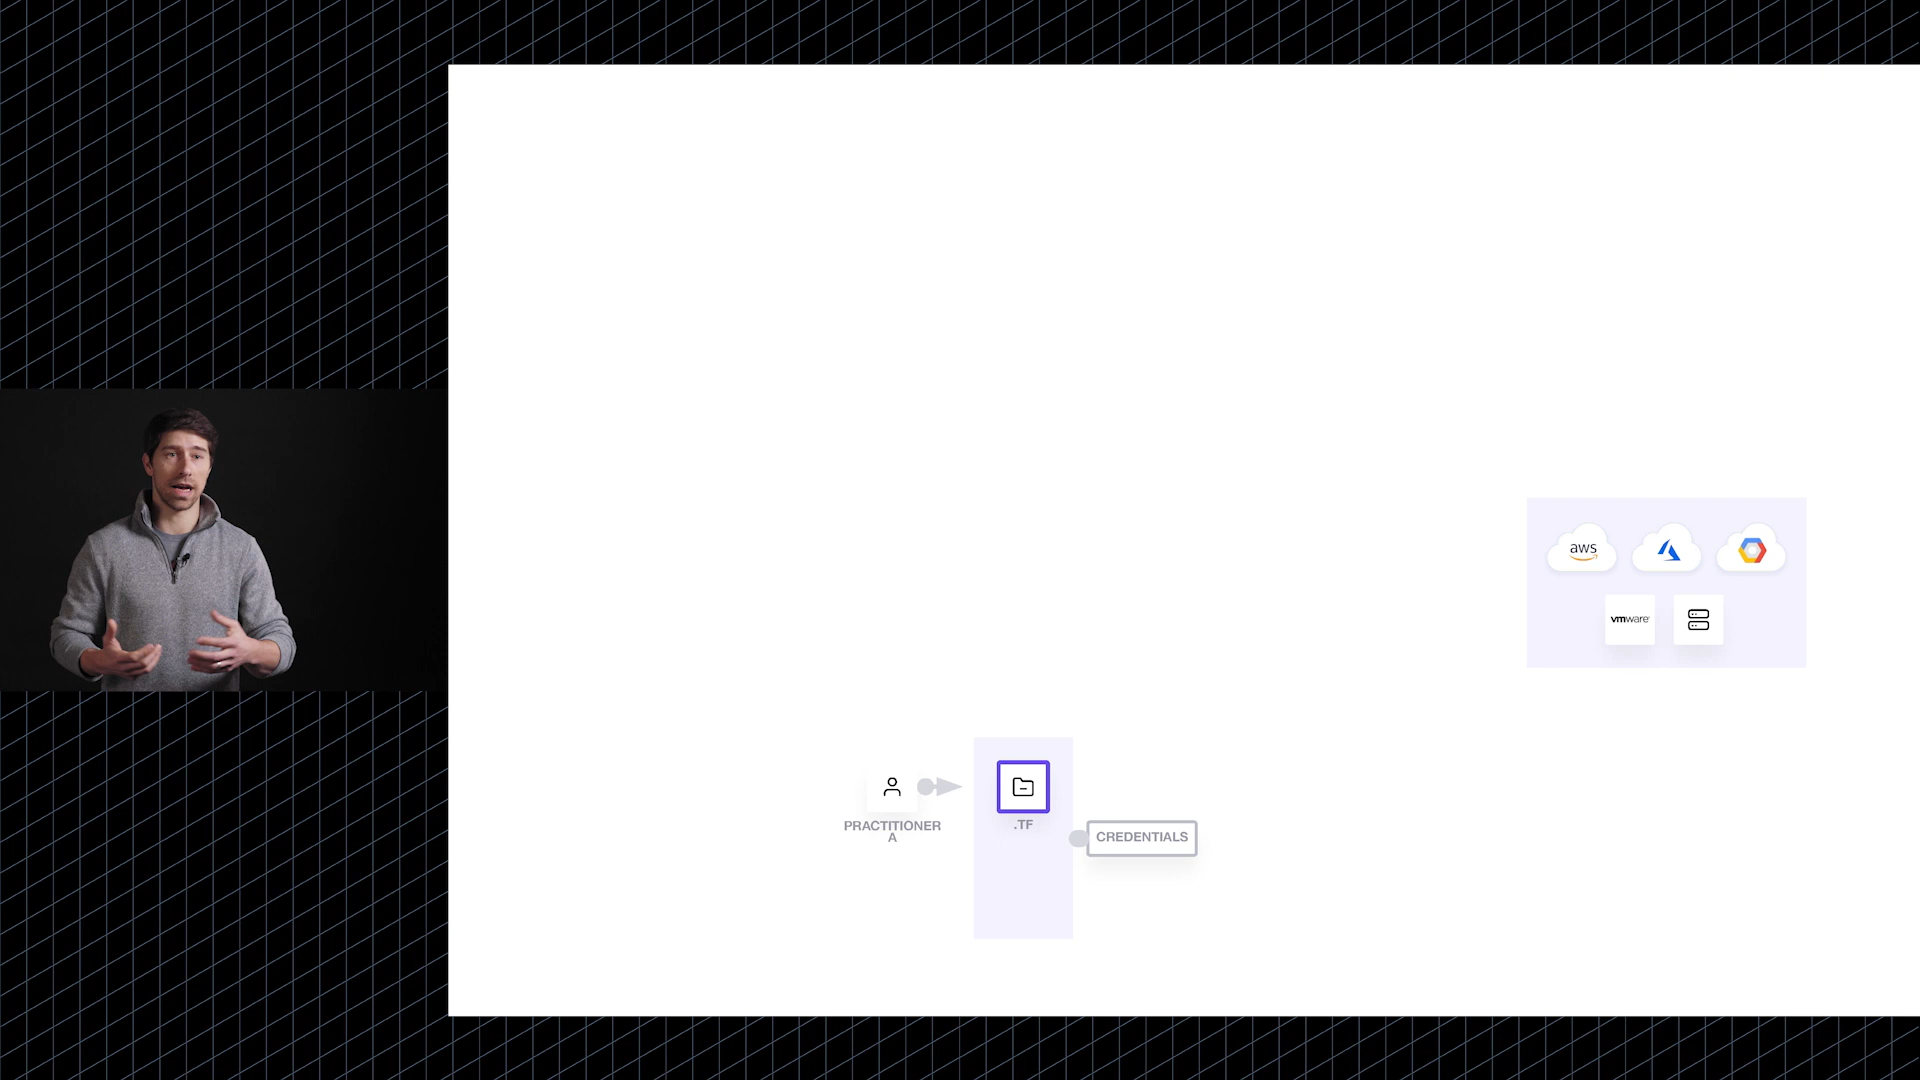 aws
vmware
PRACTITIONER
A
.TF
CREDENTIALS